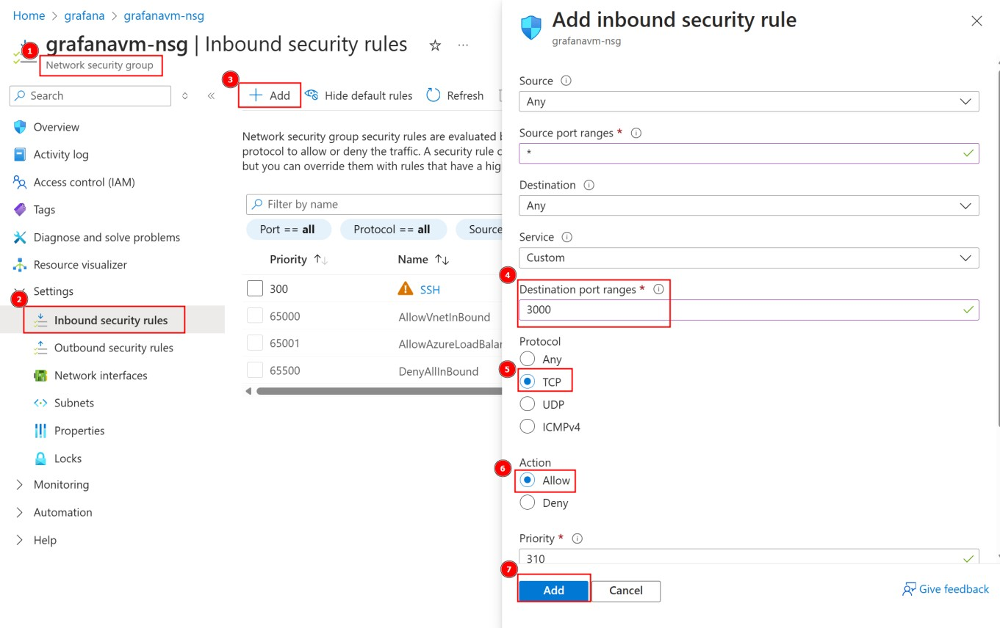 Home > grafana > grafanavm-nsg
grafanavm-nsg | Inbound security rules
1
Network security group
Search
Overview
Activity log
Access control (IAM)
Tags
Diagnose and solve problems
Resource visualizer
Settings
2
Inbound security rules
Outbound security rules
Network interfaces
Subnets
Properties
Locks
Monitoring
Automation
Help
3
+ Add Hide default rules Refresh
Network security group security rules are evaluated
protocol to allow or deny the traffic. A security rule
but you can override them with rules that have a hig
Filter by name
Port == all Protocol == all Source
Priority Name
300 SSH
65000 AllowVnetInBound
65001 AllowAzureLoadBalan
65500 DenyAllInBound
Add inbound security rule
grafanavm-nsg
Source
Any
Source port ranges *
*
Destination
Any
Service
Custom
4
Destination port ranges *
3000
Protocol
Any
5
TCP
UDP
ICMPv4
Action
6
Allow
Deny
Priority *
310
7
Add Cancel
Give feedback